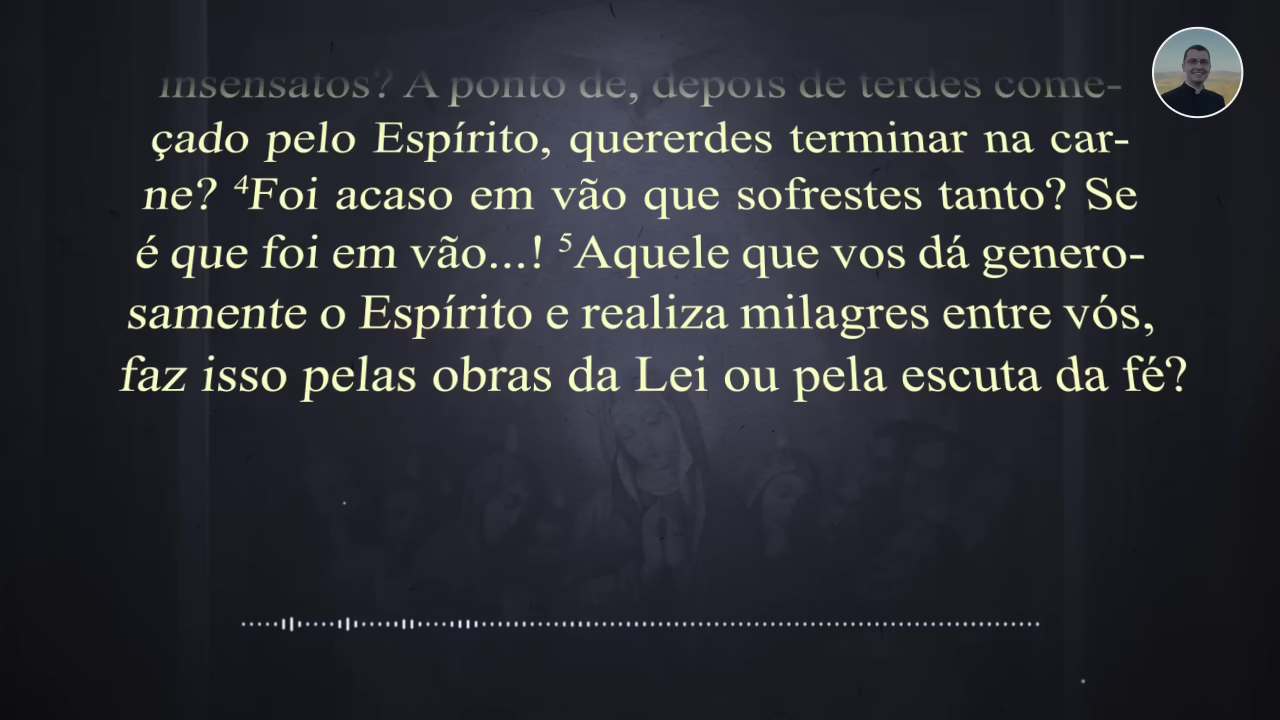 insensatos? A ponto de, depois de terdes come-
çado pelo Espírito, quererdes terminar na car-
ne? ⁴Foi acaso em vão que sofrestes tanto? Se
é que foi em vão...! ⁵Aquele que vos dá genero-
samente o Espírito e realiza milagres entre vós,
faz isso pelas obras da Lei ou pela escuta da fé?